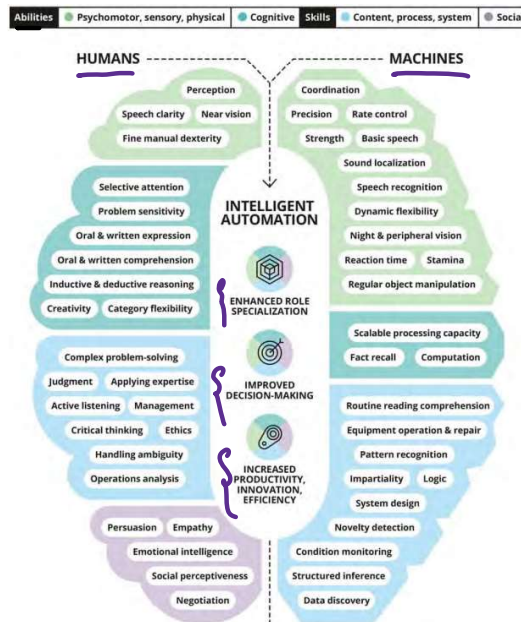 Abilities Psychomotor, sensory, physical Cognitive Skills Content, process, system Social
HUMANS
MACHINES
Perception
Speech clarity Near vision
Fine manual dexterity
Selective attention
Problem sensitivity
Oral & written expression
Oral & written comprehension
Inductive & deductive reasoning
Creativity Category flexibility
Complex problem-solving
Judgment Applying expertise
Active listening Management
Critical thinking Ethics
Handling ambiguity
Operations analysis
Persuasion Empathy
Emotional intelligence
Social perceptiveness
Negotiation
INTELLIGENT
AUTOMATION
ENHANCED ROLE
SPECIALIZATION
IMPROVED
DECISION-MAKING
INCREASED
PRODUCTIVITY,
INNOVATION,
EFFICIENCY
Coordination
Precision Rate control
Strength Basic speech
Sound localization
Speech recognition
Dynamic flexibility
Night & peripheral vision
Reaction time Stamina
Regular object manipulation
Scalable processing capacity
Fact recall Computation
Routine reading comprehension
Equipment operation & repair
Pattern recognition
Impartiality Logic
System design
Novelty detection
Condition monitoring
Structured inference
Data discovery